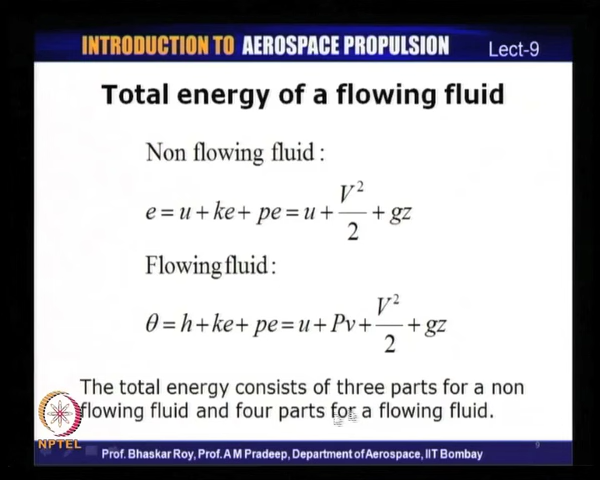 INTRODUCTION TO AEROSPACE PROPULSION Lect-9
Total energy of a flowing fluid
Non flowing fluid :
e = u + ke + pe = u + V²/2 + gz
Flowing fluid :
θ = h + ke + pe = u + Pv + V²/2 + gz
The total energy consists of three parts for a non
flowing fluid and four parts for a flowing fluid.
NPTEL
9
Prof. Bhaskar Roy, Prof. A M Pradeep, Department of Aerospace, IIT Bombay